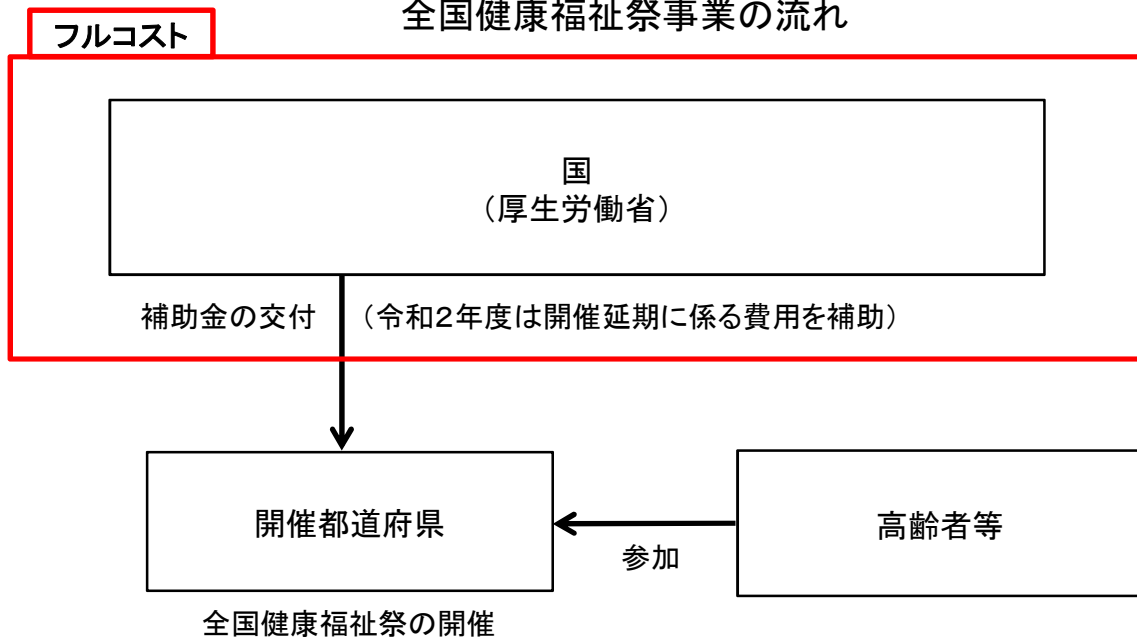 全国健康福祉祭事業の流れ
フルコスト
国
（厚生労働省）
補助金の交付
（令和２年度は開催延期に係る費用を補助）
開催都道府県
高齢者等
参加
全国健康福祉祭の開催